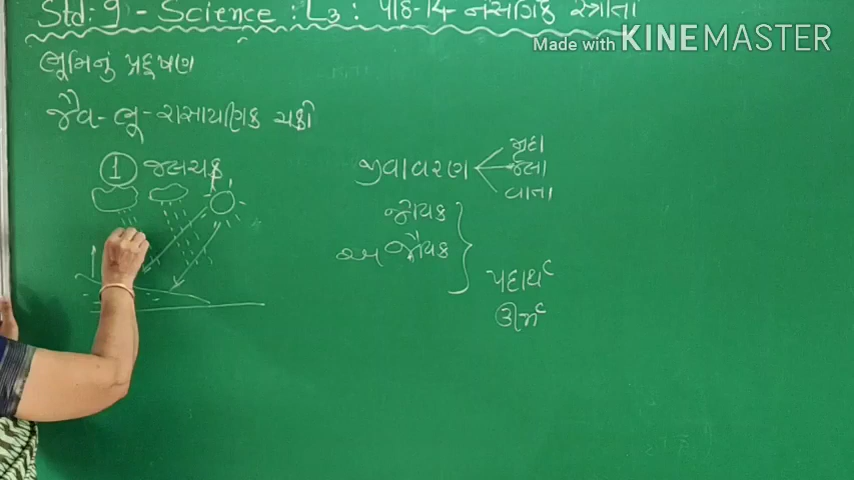 Std: 9 - Science : L3 : પાઠ-14- નૈસર્ગિક સ્ત્રોતો
Made with KINEMASTER
ભૂમિનું પ્રદૂષણ
જૈવ-ભૂ-રાસાયણિક ચક્રો
① જલચક્ર
જીવાવરણ
મૃદા
જલા
વાતા
જૈવિક
અ જૈવિક
પદાર્થ
ઊર્જા